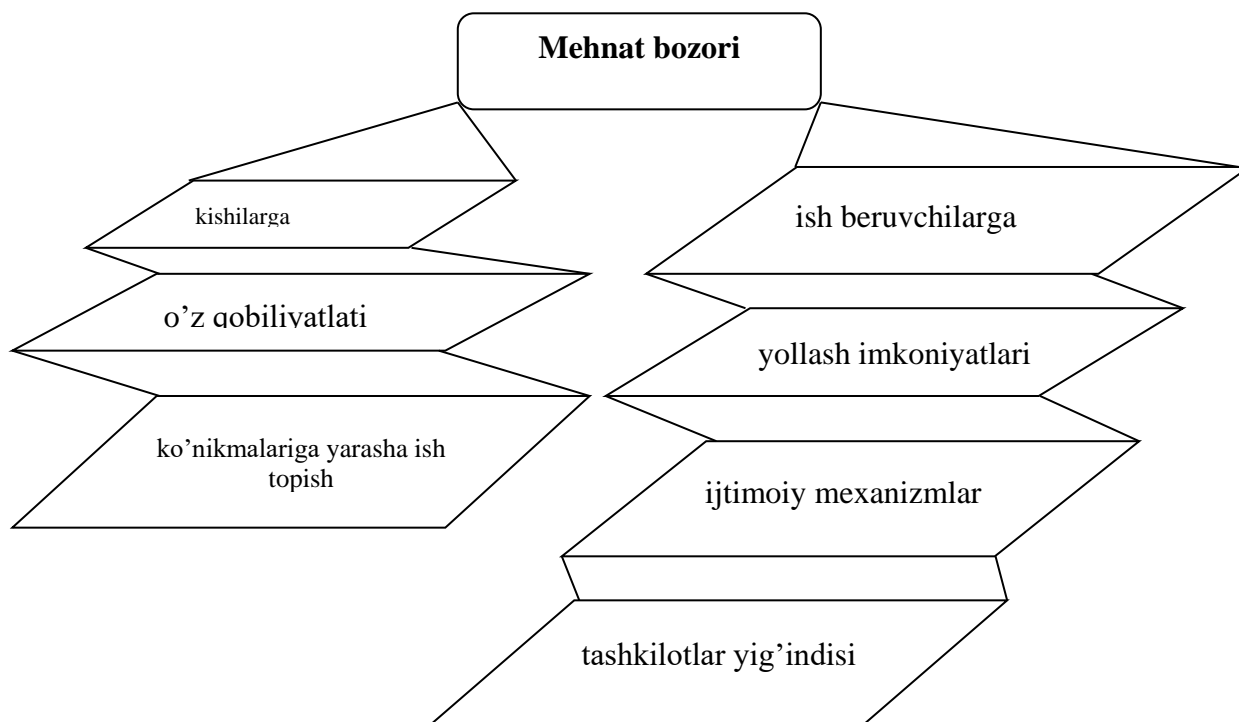 Mehnat bozori
kishilarga
o’z qobiliyatlati
ko’nikmalariga yarasha ish
topish
ish beruvchilarga
yollash imkoniyatlari
ijtimoiy mexanizmlar
tashkilotlar yig’indisi